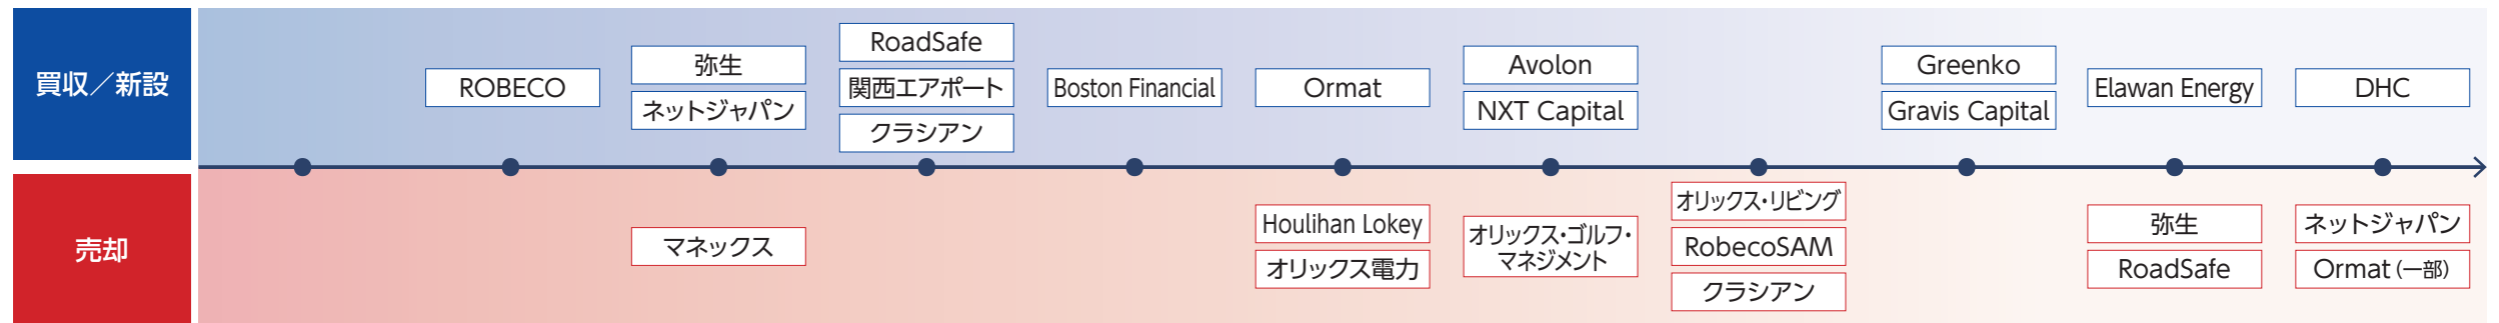 買収／新設
ROBECO
弥生
ネットジャパン
RoadSafe
関西エアポート
クラシアン
Boston Financial
Ormat
Avolon
NXT Capital
Greenko
Gravis Capital
Elawan Energy
DHC
売却
マネックス
Houlihan Lokey
オリックス電力
オリックス・ゴルフ・
マネジメント
オリックス・リビング
RobecoSAM
クラシアン
弥生
RoadSafe
ネットジャパン
Ormat（一部）